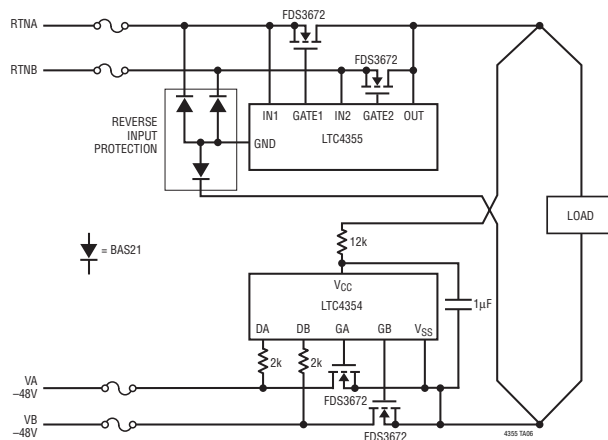 RTNA
FDS3672
RTNB
FDS3672
REVERSE
INPUT
PROTECTION
IN1 GATE1 IN2 GATE2 OUT
GND
LTC4355
LOAD
12k
= BAS21
VCC
LTC4354
1µF
DA DB GA GB VSS
2k 2k
VA
–48V
FDS3672
VB
–48V
FDS3672
4355 TA06